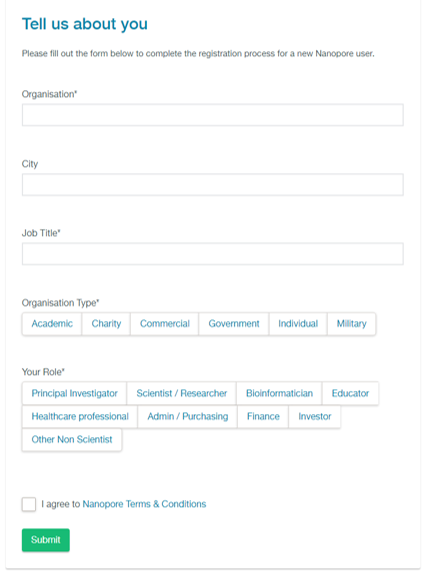 Tell us about you
Please fill out the form below to complete the registration process for a new Nanopore user.
Organisation*
City
Job Title*
Organisation Type*
Academic Charity Commercial Government Individual Military
Your Role*
Principal Investigator Scientist / Researcher Bioinformatician Educator
Healthcare professional Admin / Purchasing Finance Investor
Other Non Scientist
I agree to Nanopore Terms & Conditions
Submit